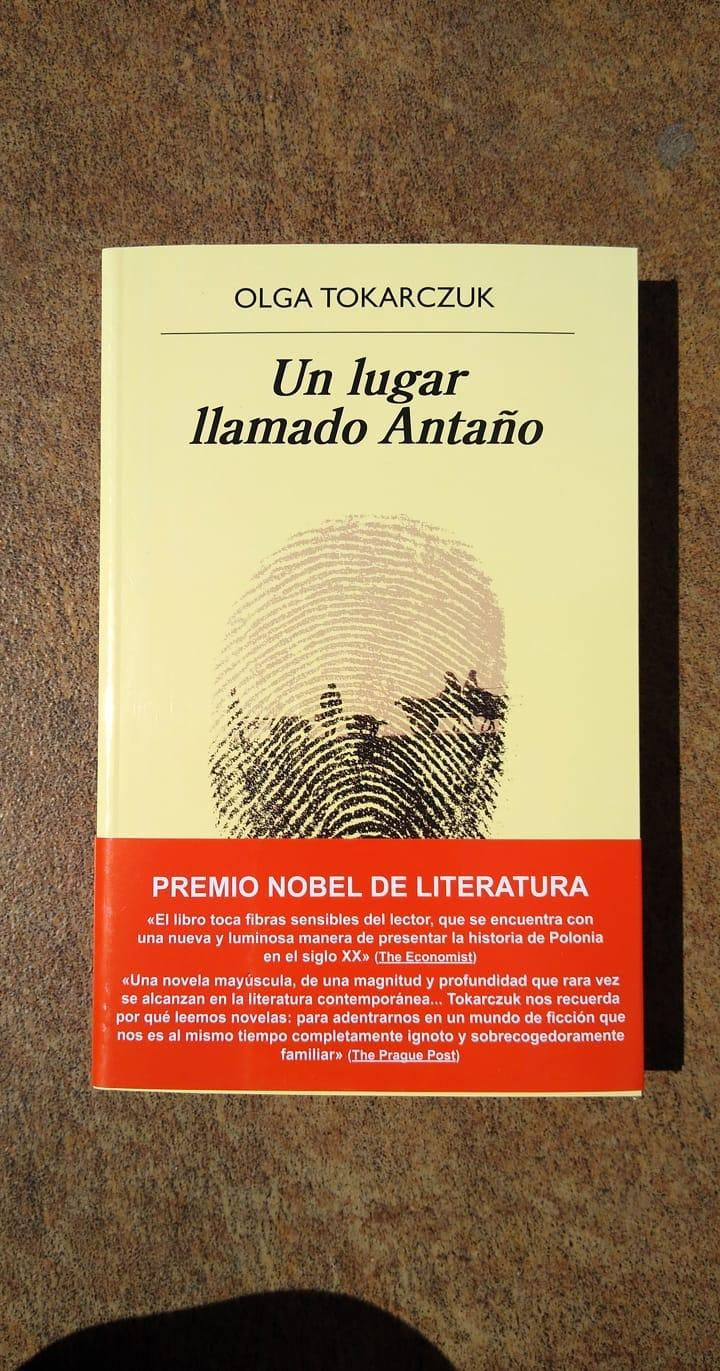 OLGA TOKARCZUK
Un lugar
llamado Antaño
PREMIO NOBEL DE LITERATURA
«El libro toca fibras sensibles del lector, que se encuentra con
una nueva y luminosa manera de presentar la historia de Polonia
en el siglo XX» (The Economist)
«Una novela mayúscula, de una magnitud y profundidad que rara vez
se alcanzan en la literatura contemporánea... Tokarczuk nos recuerda
por qué leemos novelas: para adentrarnos en un mundo de ficción que
nos es al mismo tiempo completamente ignoto y sobrecogedoramente
familiar» (The Prague Post)